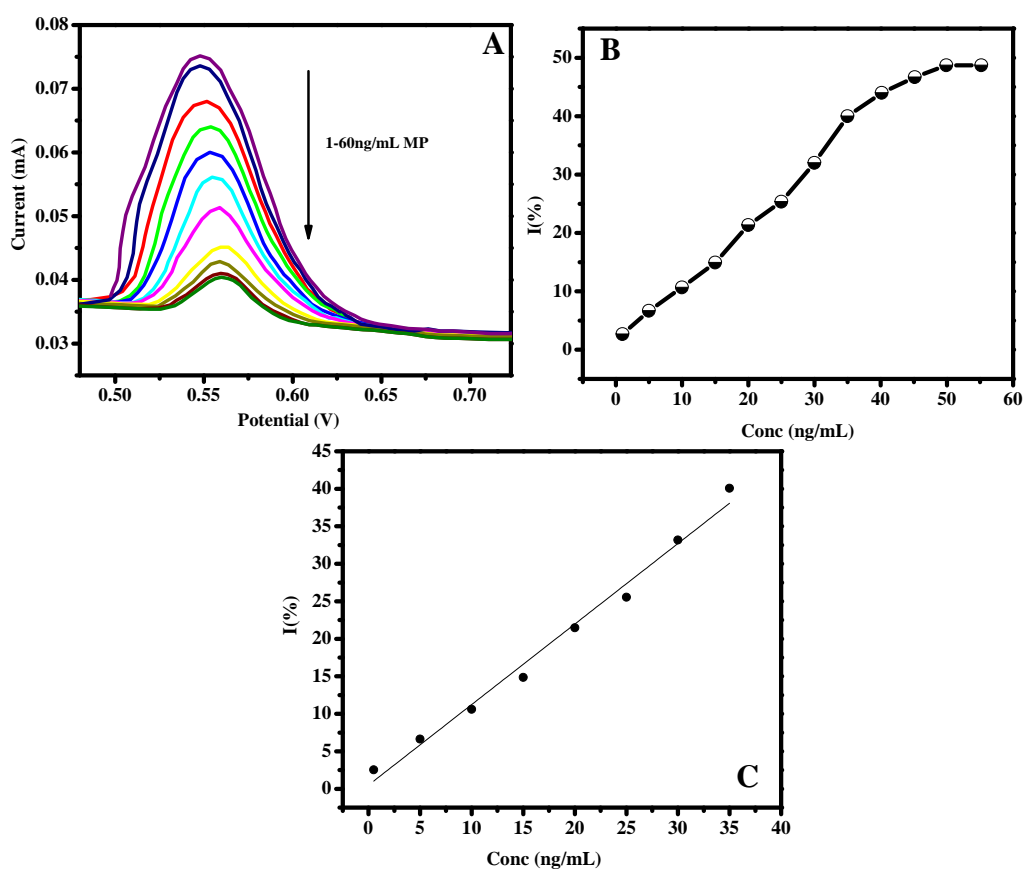 A
0.08
0.07
0.06
0.05
0.04
0.03
Current (mA)
1-60ng/mL MP
0.50 0.55 0.60 0.65 0.70
Potential (V)
B
50
40
30
20
10
0
I(%)
0 10 20 30 40 50 60
Conc (ng/mL)
45
40
35
30
25
20
15
10
5
0
I(%)
C
0 5 10 15 20 25 30 35 40
Conc (ng/mL)